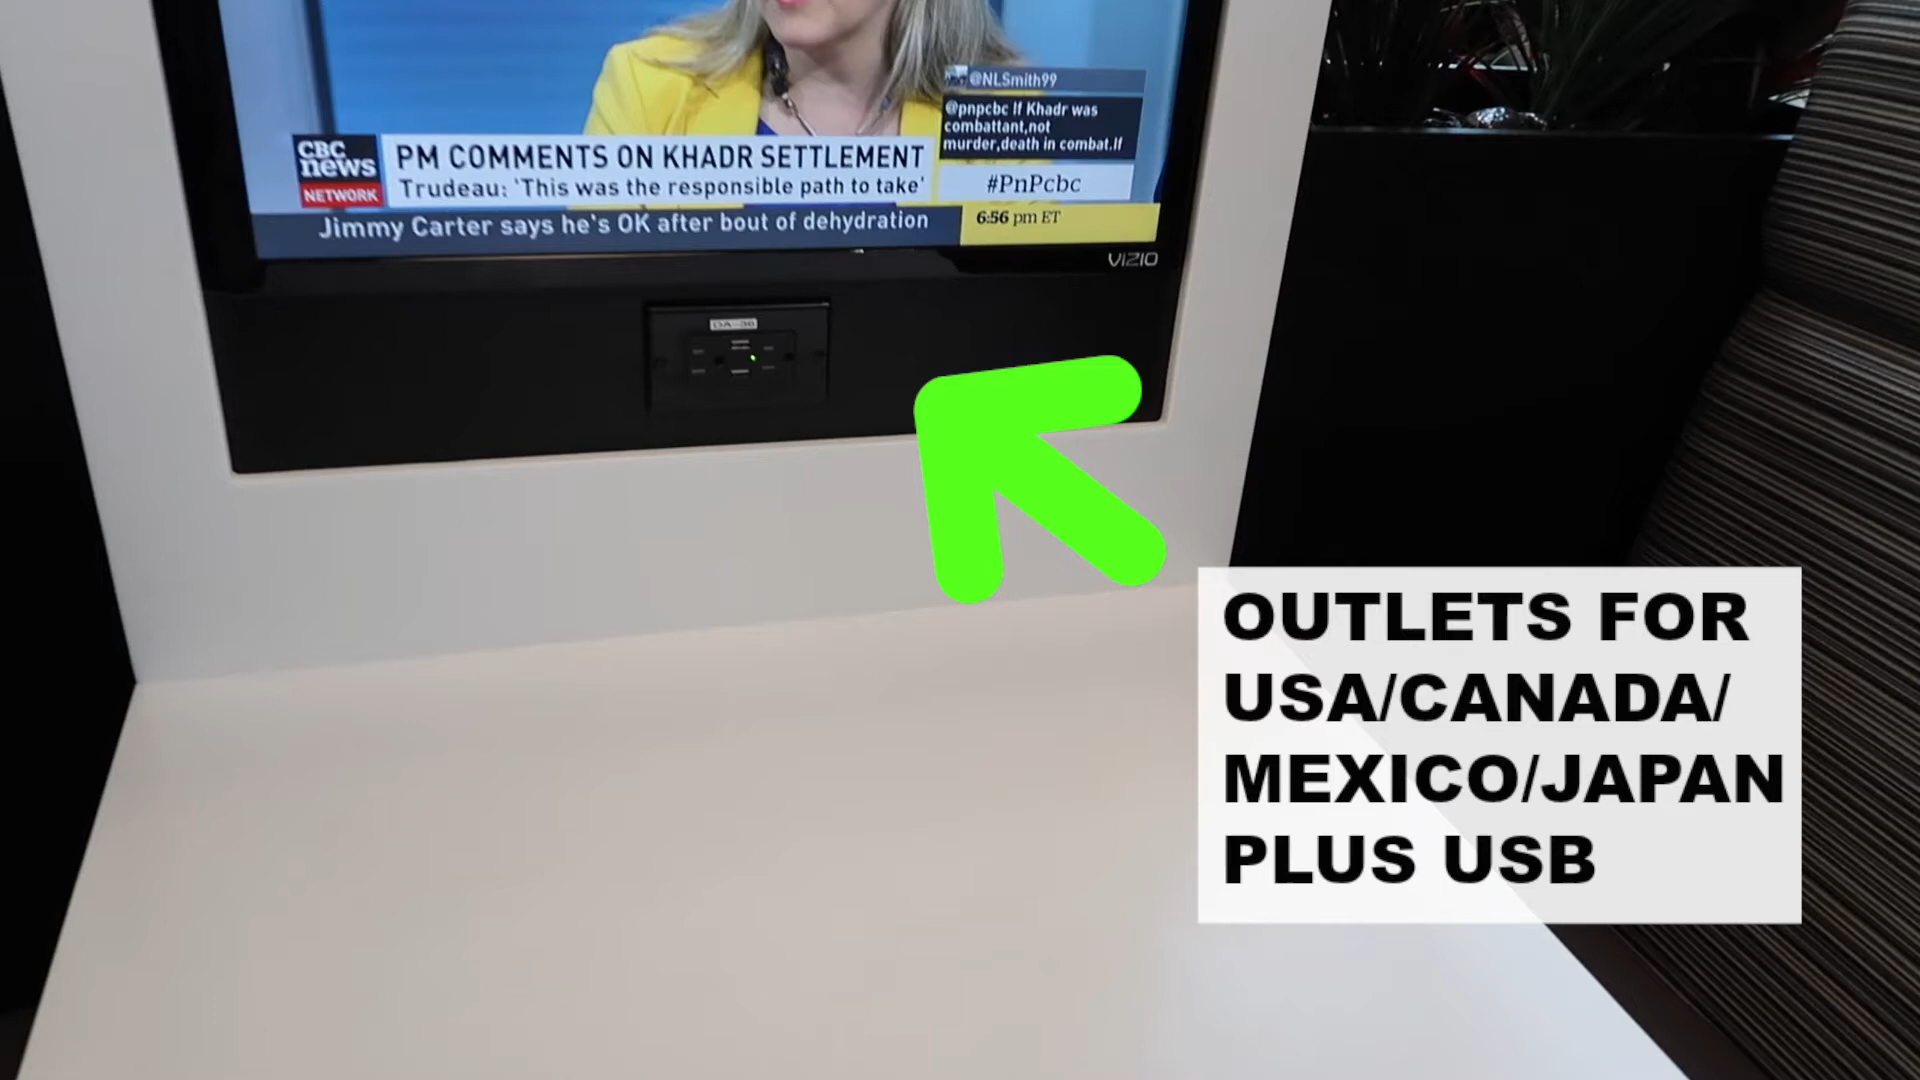 @NLSmith99
@pnpcbc If Khadr was
combattant,not
murder,death in combat.If
CBC
news
NETWORK
PM COMMENTS ON KHADR SETTLEMENT
Trudeau: 'This was the responsible path to take'
#PnPcbc
Jimmy Carter says he's OK after bout of dehydration
6:56 pm ET
VIZIO
OUTLETS FOR
USA/CANADA/
MEXICO/JAPAN
PLUS USB